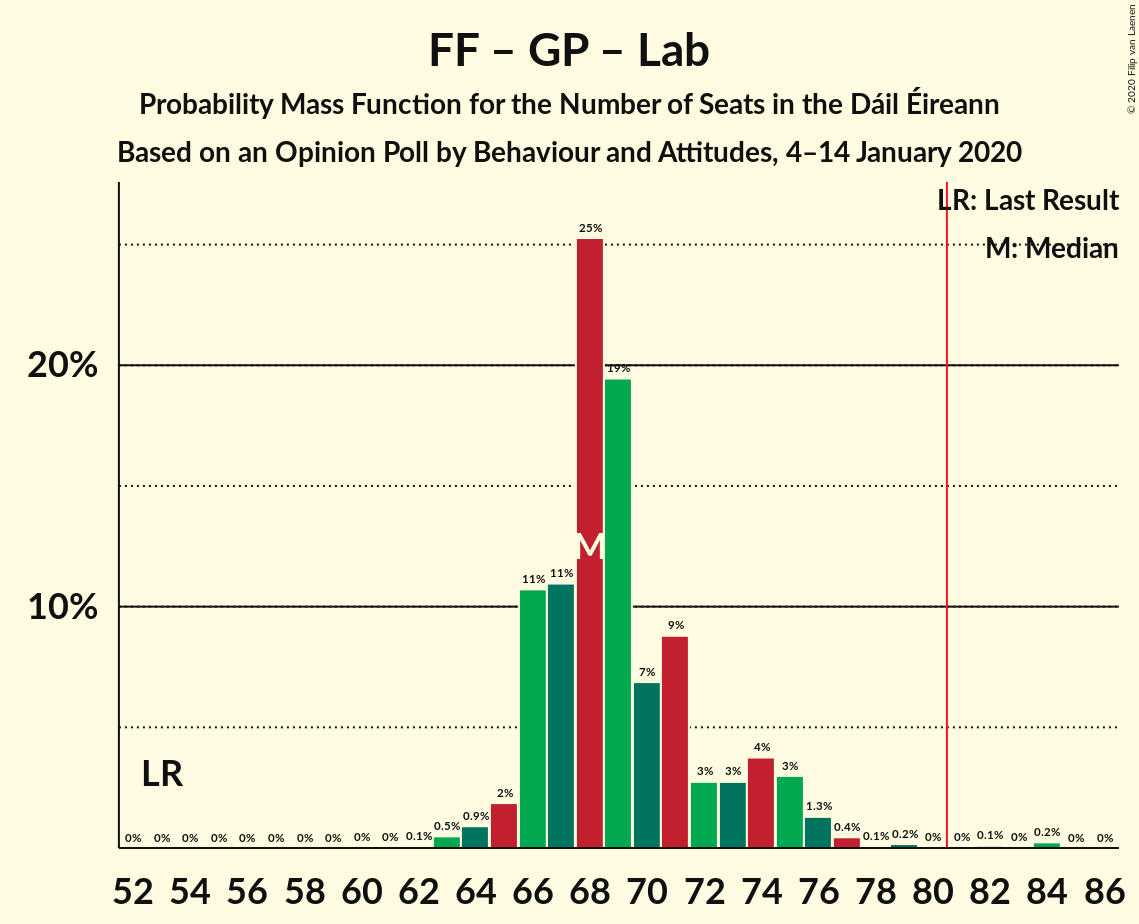 © 2020 Filip van Laenen
FF – GP – Lab
Probability Mass Function for the Number of Seats in the Dáil Éireann
Based on an Opinion Poll by Behaviour and Attitudes, 4–14 January 2020
LR: Last Result
M: Median
20%
10%
LR
M
0% 0% 0% 0% 0% 0% 0% 0% 0% 0% 0.1% 0.5% 0.9% 2% 11% 11% 25% 19% 7% 9% 3% 3% 4% 3% 1.3% 0.4% 0.1% 0.2% 0% 0% 0.1% 0% 0.2% 0% 0%
52 54 56 58 60 62 64 66 68 70 72 74 76 78 80 82 84 86